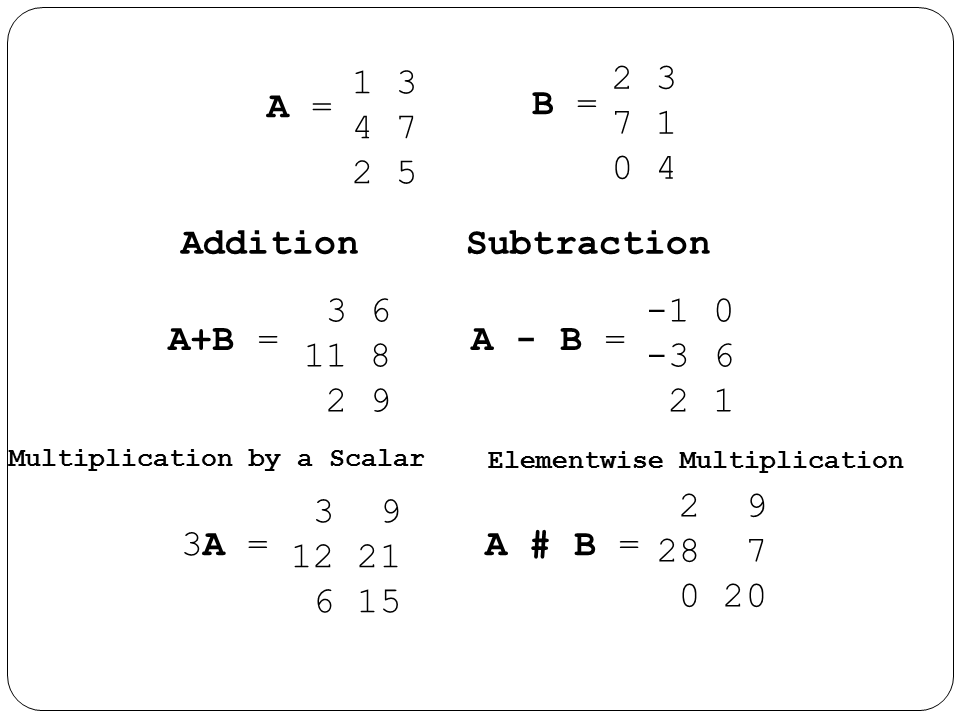 A = 1 3
4 7
2 5
B = 2 3
7 1
0 4
Addition
Subtraction
A+B = 3 6
11 8
2 9
A - B = -1 0
-3 6
2 1
Multiplication by a Scalar
Elementwise Multiplication
3A = 3 9
12 21
6 15
A # B = 2 9
28 7
0 20